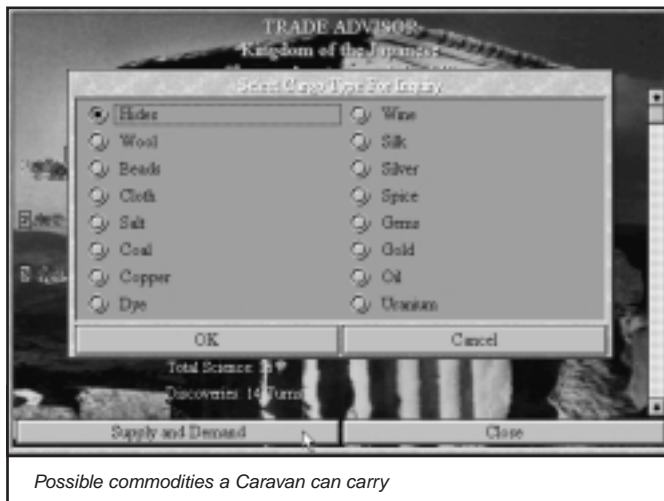 TRADE ADVISOR
Kingdom of the Japanese
Select Cargo Type For Inquiry
Hides
Wool
Beads
Cloth
Salt
Coal
Copper
Dye
Wine
Silk
Silver
Spice
Gems
Gold
Oil
Uranium
OK
Cancel
Total Science:
Discoveries: 14 Turns
Supply and Demand
Close
Possible commodities a Caravan can carry